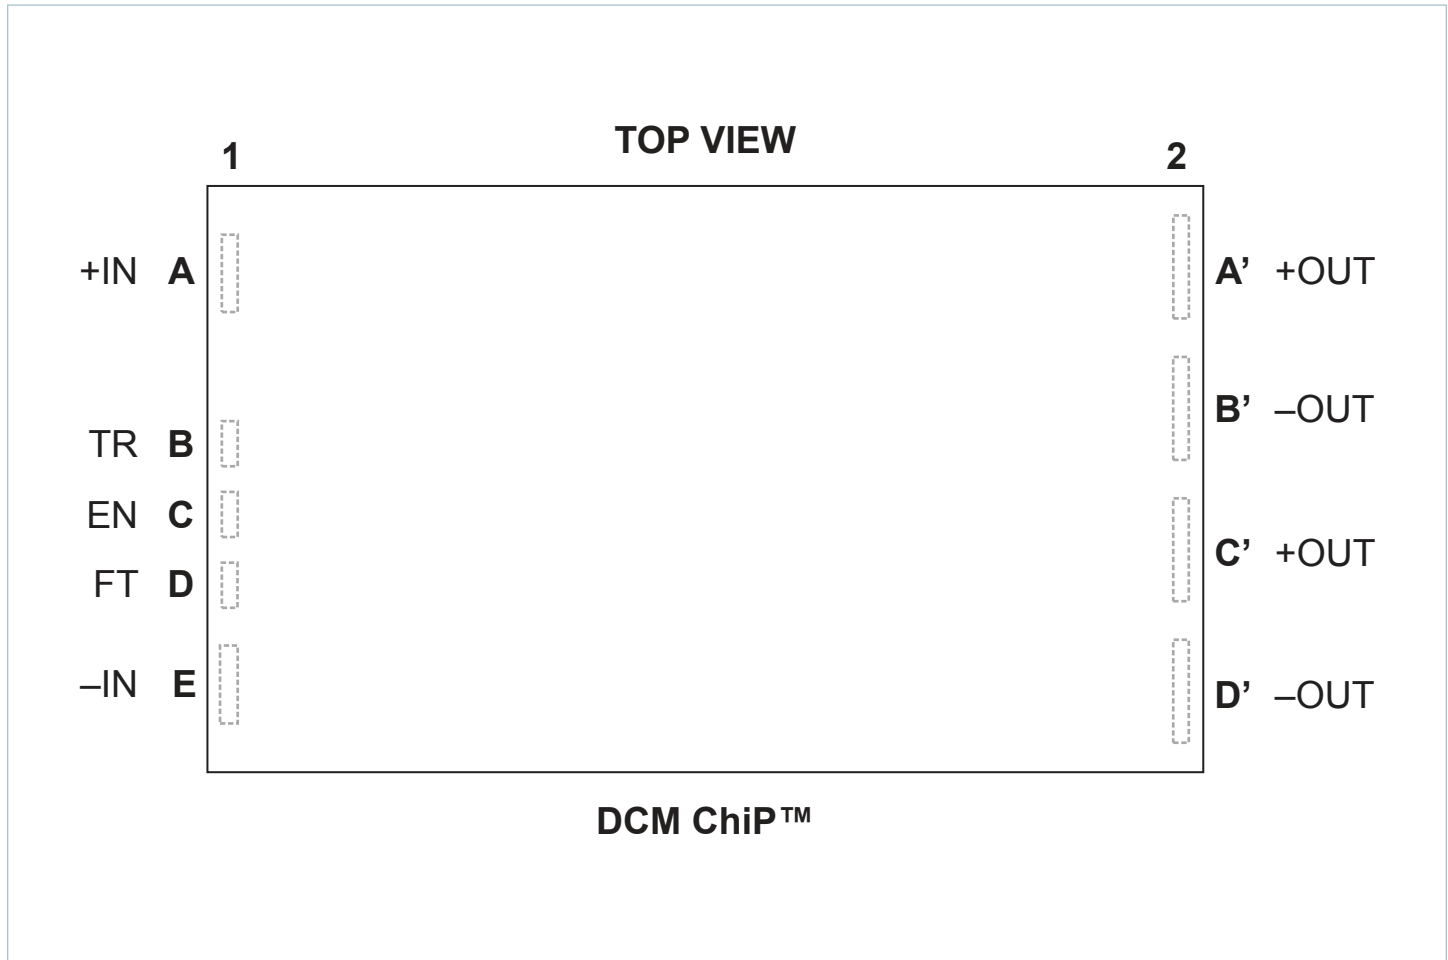 TOP VIEW
1 2
+IN A A’ +OUT
B’ –OUT
TR B
EN C
C’ +OUT
FT D
–IN E
D’ –OUT
DCM ChiP™